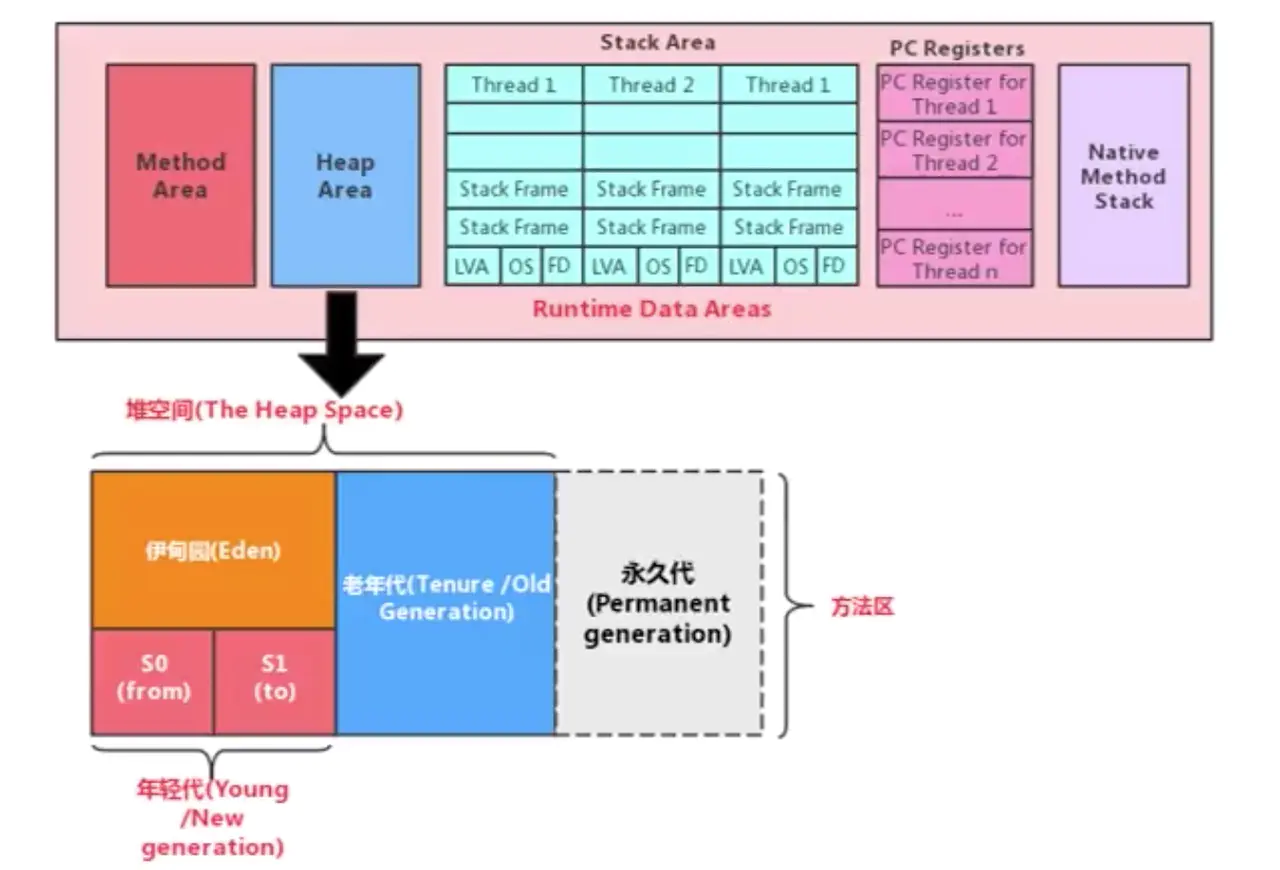 Stack Area
PC Registers
Method
Area
Heap
Area
Thread 1
Thread 2
Thread 1
Stack Frame
Stack Frame
Stack Frame
Stack Frame
Stack Frame
Stack Frame
LVA
OS
FD
LVA
OS
FD
LVA
OS
FD
PC Register for
Thread 1
PC Register for
Thread 2
...
PC Register for
Thread n
Native
Method
Stack
Runtime Data Areas
堆空间(The Heap Space)
伊甸园(Eden)
S0
(from)
S1
(to)
老年代(Tenure /Old
Generation)
永久代
(Permanent
generation)
方法区
年轻代(Young
/New
generation)